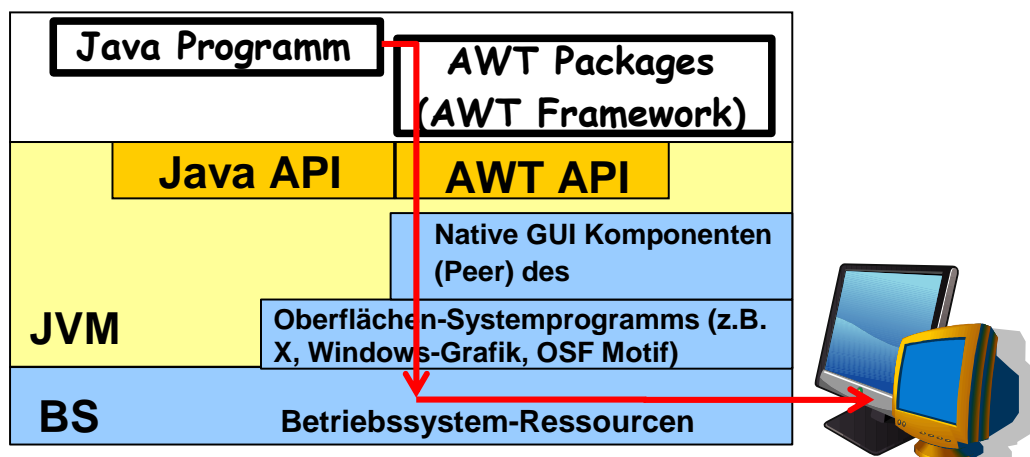 Java Programm
AWT Packages
(AWT Framework)
Java API
AWT API
Native GUI Komponenten
(Peer) des
JVM
Oberflächen-Systemprogramms (z.B.
X, Windows-Grafik, OSF Motif)
BS
Betriebssystem-Ressourcen